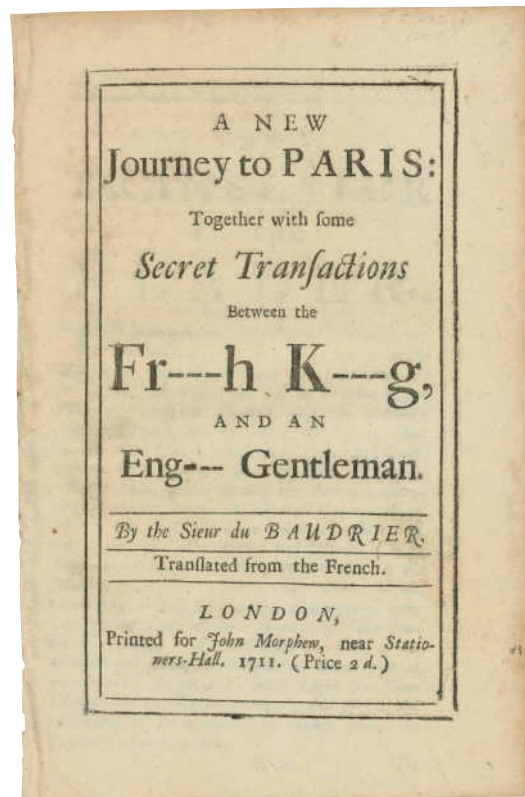 A NEW
Journey to PARIS:
Together with ſome
Secret Tranſactions
Between the
Fr---h K---g,
AND AN
Eng--- Gentleman.
By the Sieur du BAUDRIER.
Tranſlated from the French.
LONDON,
Printed for John Morphew, near Statio-
ners-Hall. 1711. (Price 2 d.)